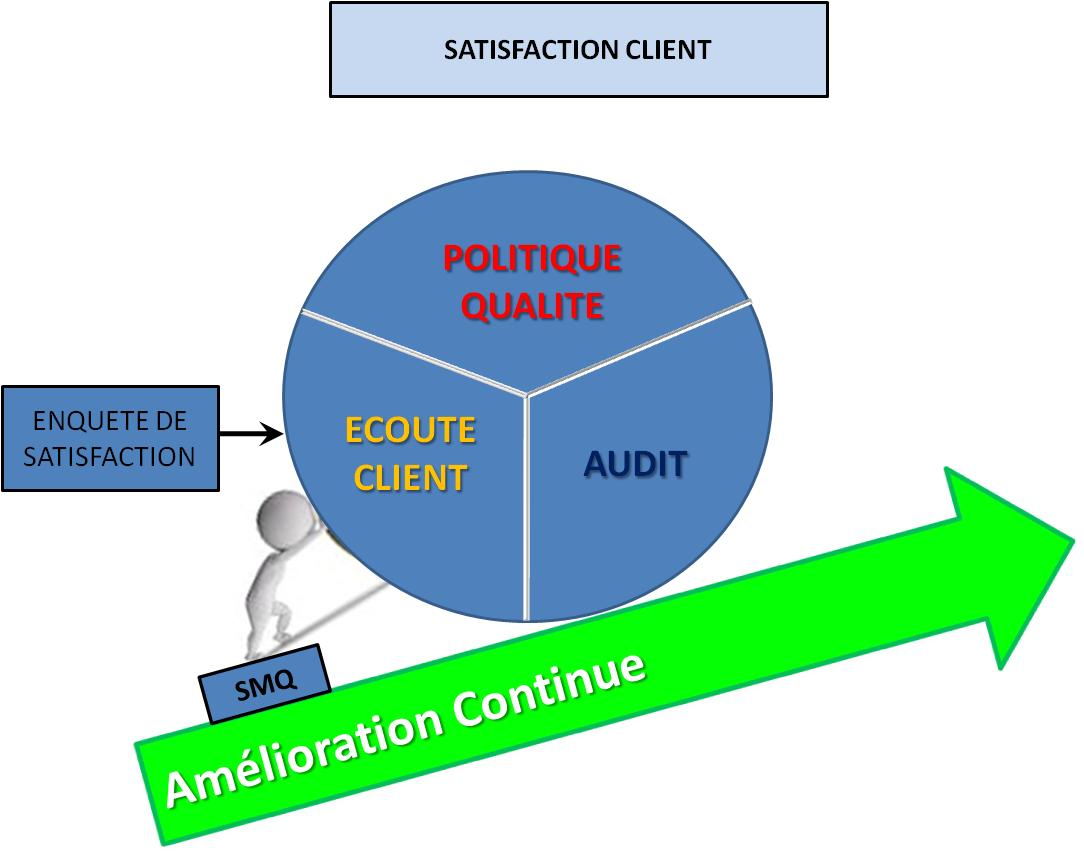 SATISFACTION CLIENT
POLITIQUE
QUALITE
ENQUETE DE
SATISFACTION
ECOUTE
CLIENT
AUDIT
SMQ
Amélioration Continue